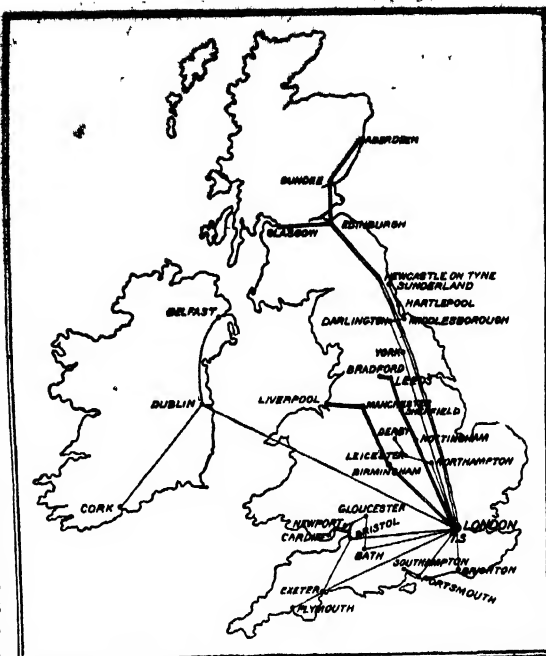 ABERDEEN
DUNDEE
GLASGOW
EDINBURGH
NEWCASTLE ON TYNE
SUNDERLAND
HARTLEPOOL
BELFAST
DARLINGTON
MIDDLESBOROUGH
YORK
BRADFORD
LEEDS
LIVERPOOL
MANCHESTER
DUBLIN
SHEFFIELD
DERBY
NOTTINGHAM
LEICESTER
NORTHAMPTON
BIRMINGHAM
CORK
GLOUCESTER
NEWPORT
BRISTOL
LONDON
T.S
CARDIFF
BATH
SOUTHAMPTON
BRIGHTON
EXETER
PORTSMOUTH
PLYMOUTH